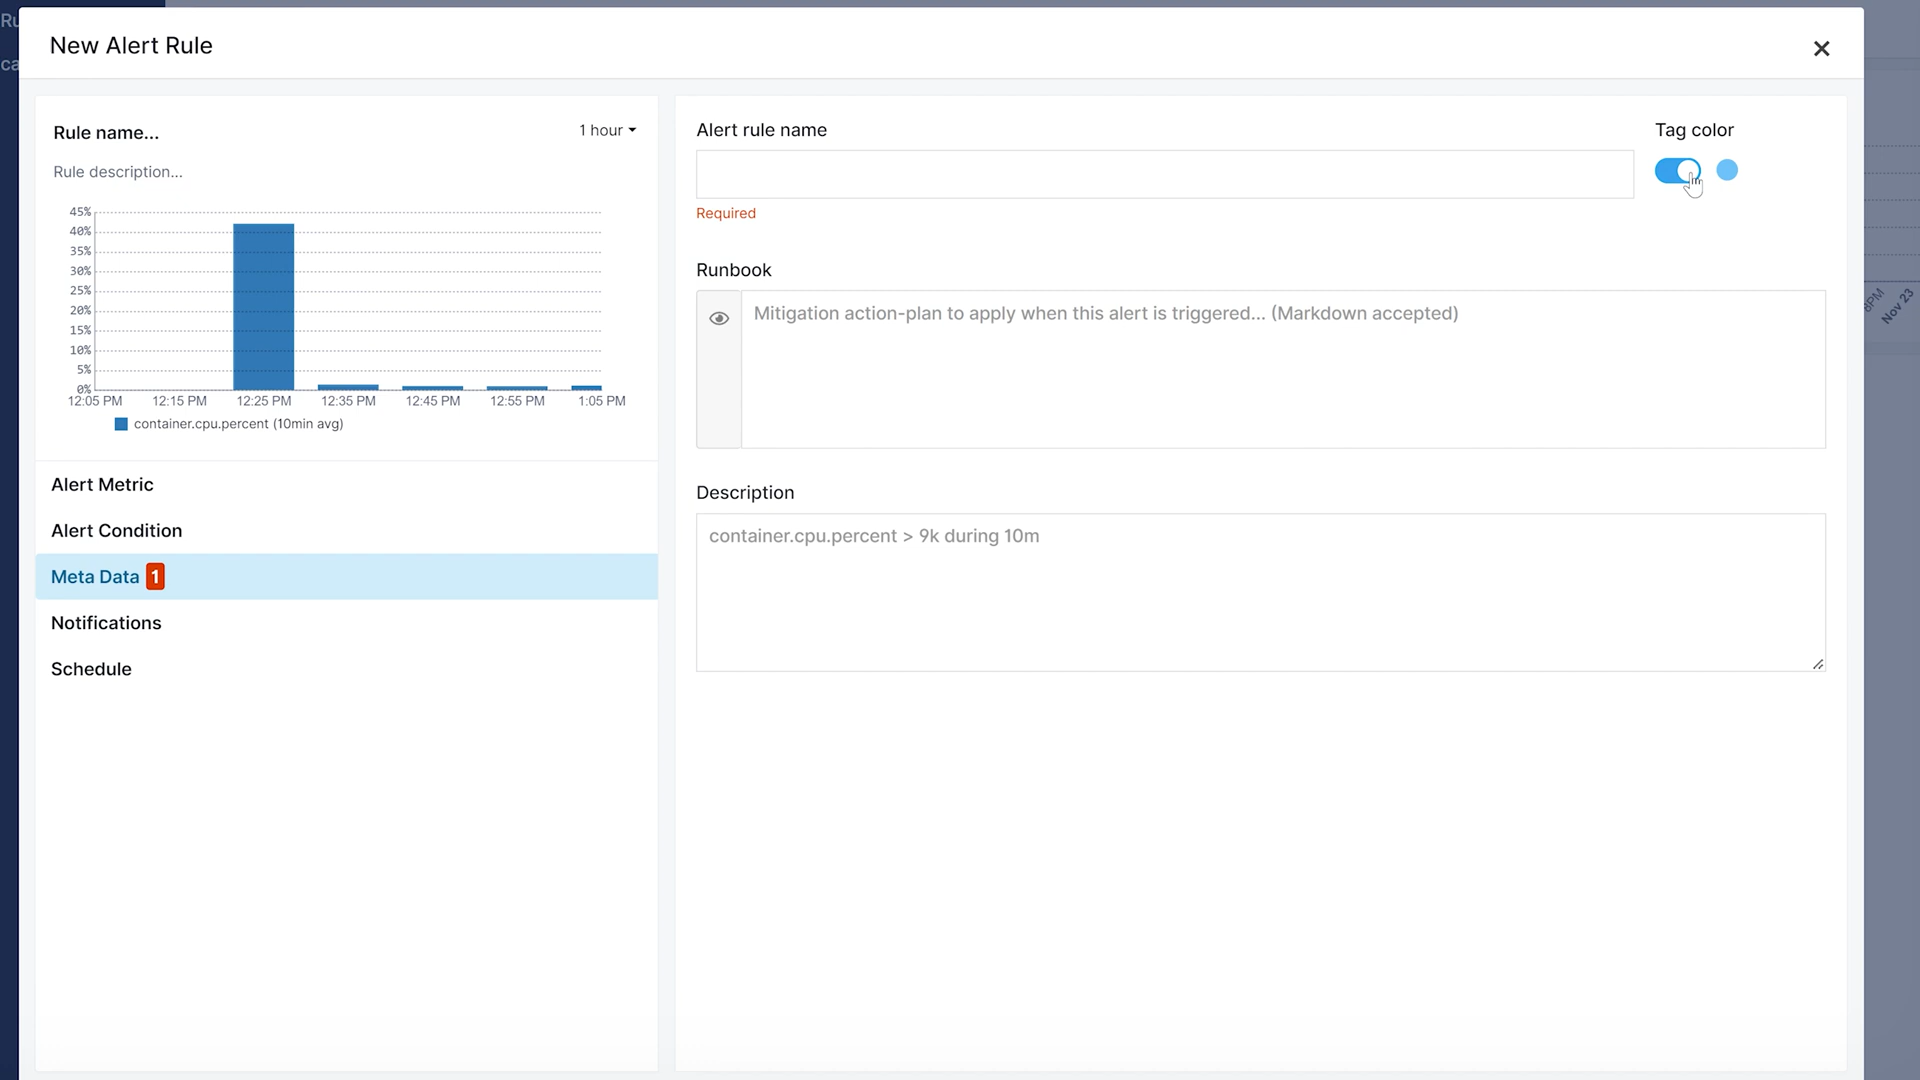 Ru
ca
New Alert Rule
Rule name...
1 hour
Rule description...
45%
40%
35%
30%
25%
20%
15%
10%
5%
0%
12:05 PM 12:15 PM 12:25 PM 12:35 PM 12:45 PM 12:55 PM 1:05 PM
container.cpu.percent (10min avg)
Alert Metric
Alert Condition
Meta Data 1
Notifications
Schedule
Alert rule name
Tag color
Required
Runbook
Mitigation action-plan to apply when this alert is triggered... (Markdown accepted)
Description
container.cpu.percent > 9k during 10m
Nov 23